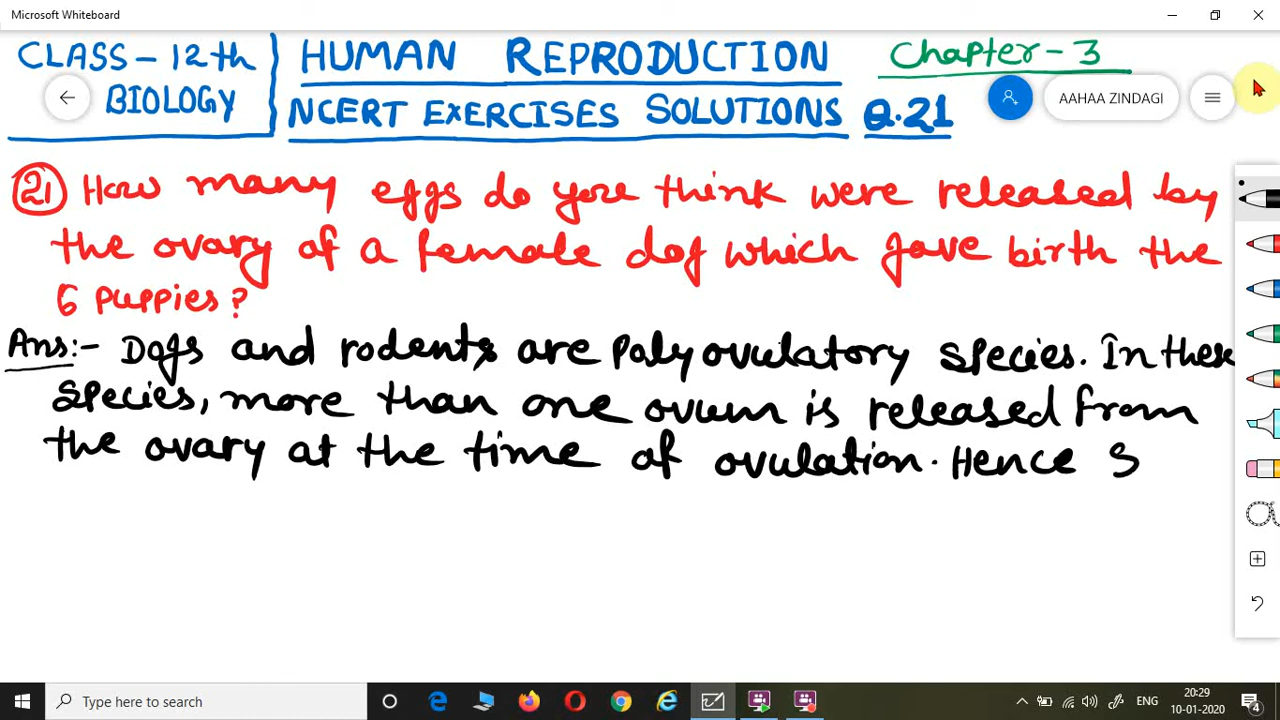 Microsoft Whiteboard
CLASS - 12th
BIOLOGY
HUMAN REPRODUCTION
Chapter - 3
NCERT EXERCISES SOLUTIONS Q.21
AAHAA ZINDAGI
21 How many eggs do you think were released by
the ovary of a female dog which gave birth the
6 puppies?
Ans:- Dogs and rodents are polyovulatory species. In these
species, more than one ovum is released from
the ovary at the time of ovulation. Hence S
Type here to search
ENG
20:29
10-01-2020
4